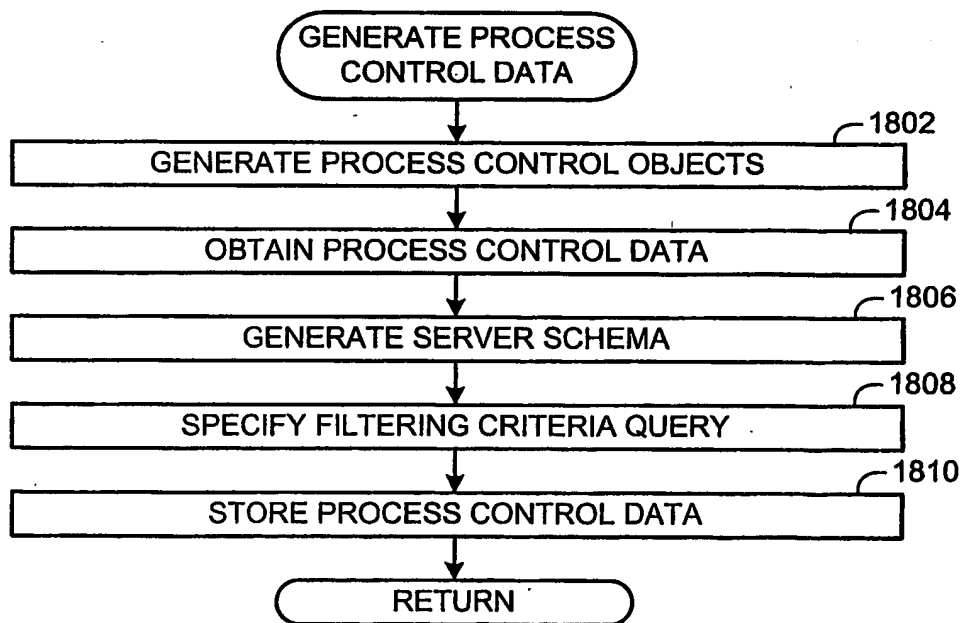 GENERATE PROCESS
CONTROL DATA
1802
GENERATE PROCESS CONTROL OBJECTS
1804
OBTAIN PROCESS CONTROL DATA
1806
GENERATE SERVER SCHEMA
1808
SPECIFY FILTERING CRITERIA QUERY
1810
STORE PROCESS CONTROL DATA
RETURN